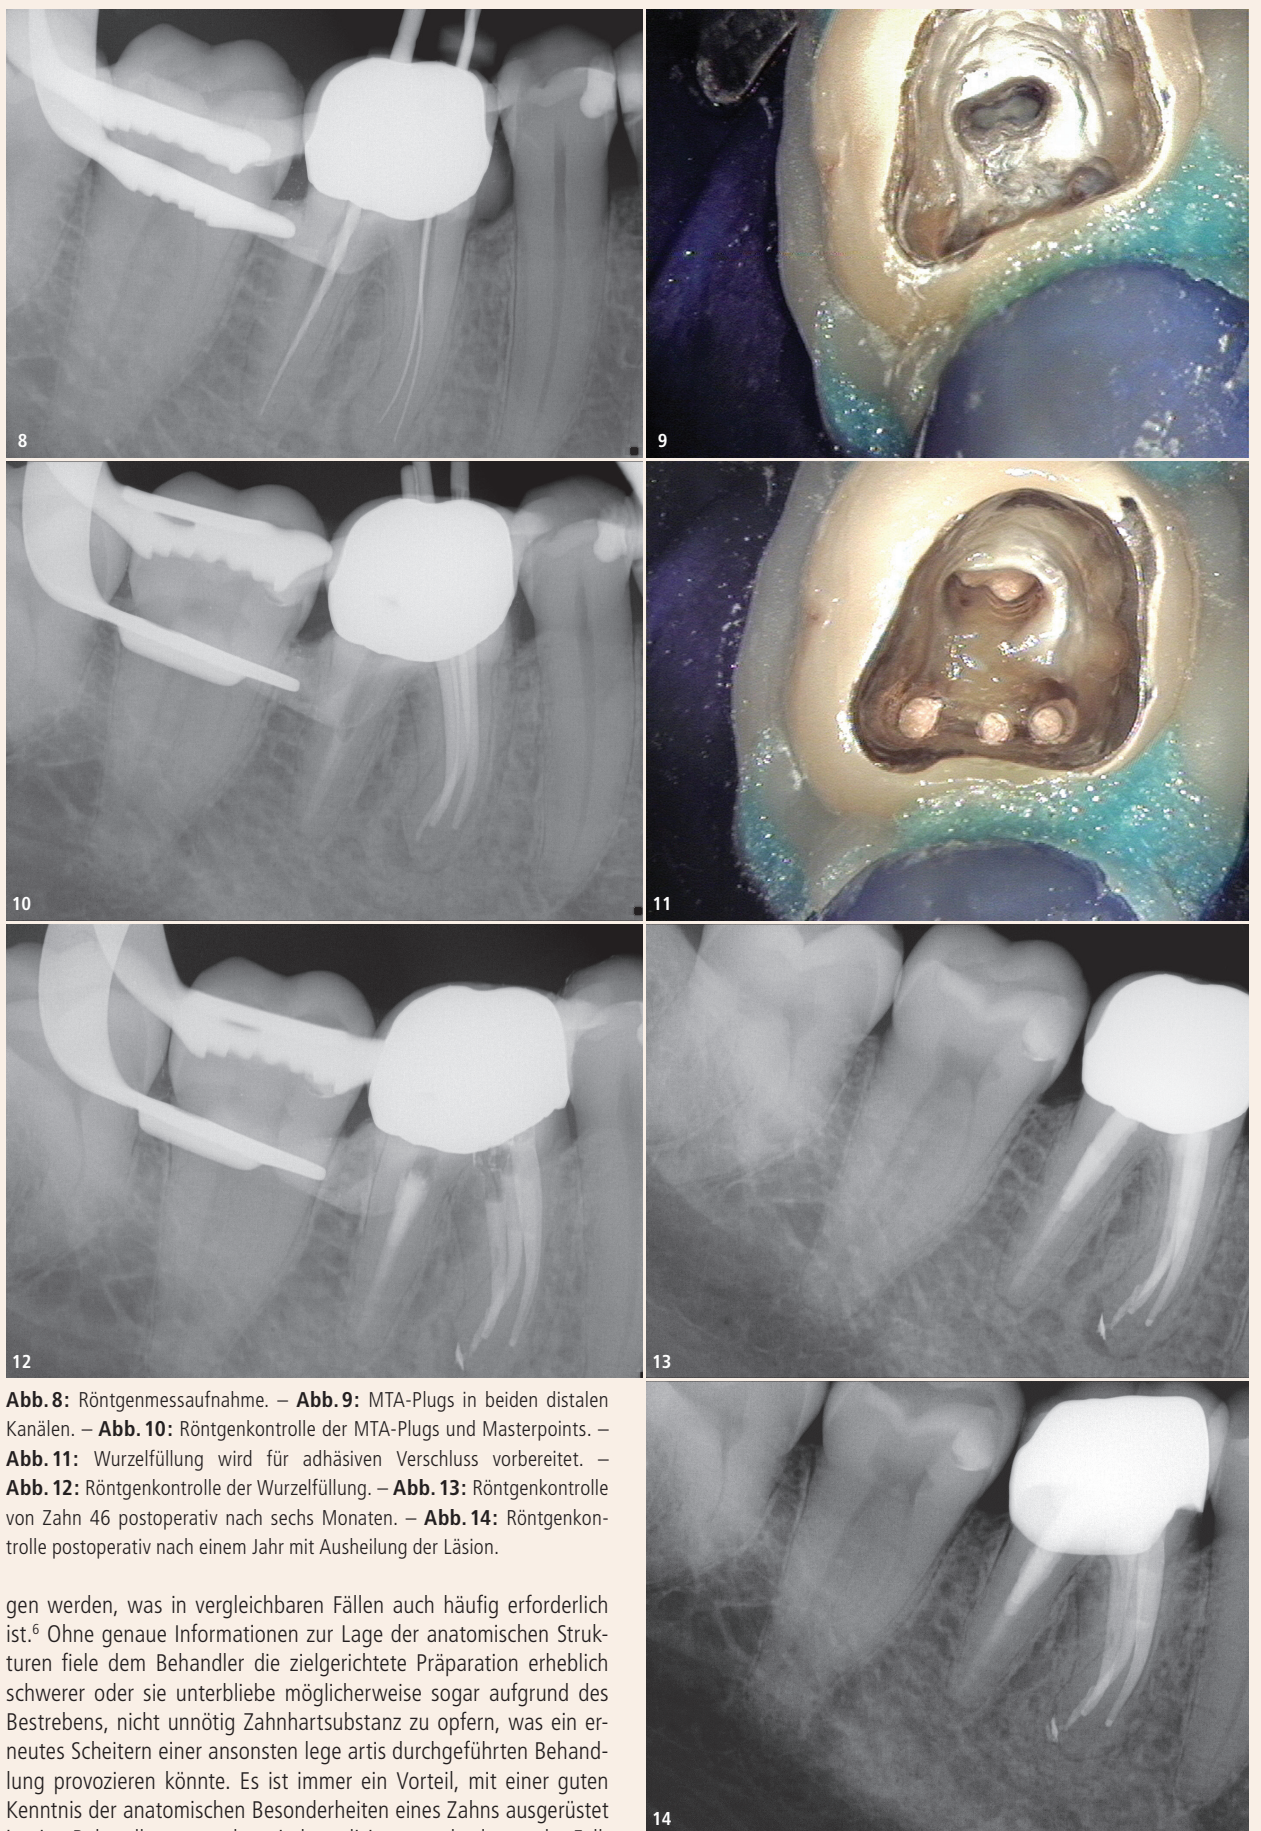 8
9
10
11
12
13
Abb. 8: Röntgenmessaufnahme. – Abb. 9: MTA-Plugs in beiden distalen
Kanälen. – Abb. 10: Röntgenkontrolle der MTA-Plugs und Masterpoints. –
Abb. 11: Wurzelfüllung wird für adhäsiven Verschluss vorbereitet. –
Abb. 12: Röntgenkontrolle der Wurzelfüllung. – Abb. 13: Röntgenkontrolle
von Zahn 46 postoperativ nach sechs Monaten. – Abb. 14: Röntgenkon-
trolle postoperativ nach einem Jahr mit Ausheilung der Läsion.
gen werden, was in vergleichbaren Fällen auch häufig erforderlich
ist.6 Ohne genaue Informationen zur Lage der anatomischen Struk-
turen fiele dem Behandler die zielgerichtete Präparation erheblich
schwerer oder sie unterbliebe möglicherweise sogar aufgrund des
Bestrebens, nicht unnötig Zahnhartsubstanz zu opfern, was ein er-
neutes Scheitern einer ansonsten lege artis durchgeführten Behand-
lung provozieren könnte. Es ist immer ein Vorteil, mit einer guten
Kenntnis der anatomischen Besonderheiten eines Zahns ausgerüstet
14